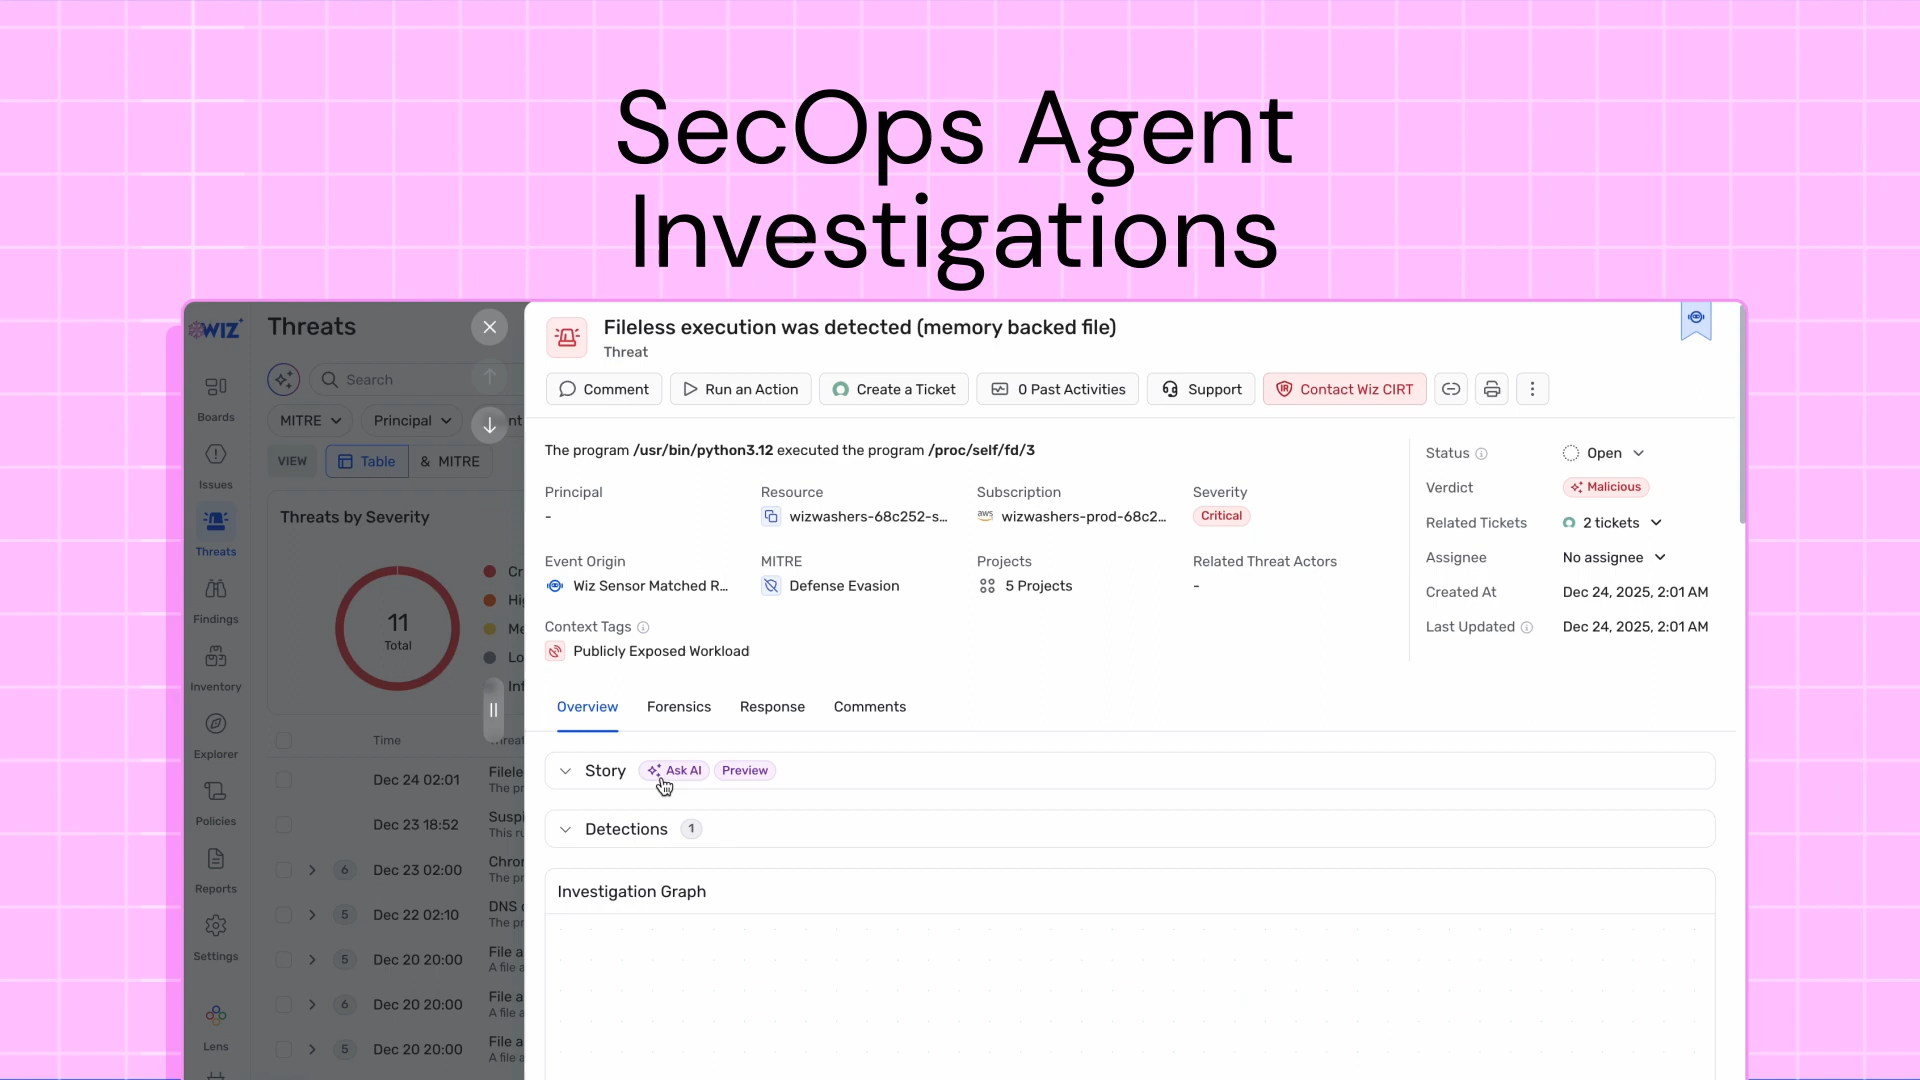 SecOps Agent
Investigations
WIZ
Threats
Search
MITRE
Principal
VIEW
Table
& MITRE
Threats by Severity
11
Total
Time
Dec 24 02:01
Dec 23 18:52
6 Dec 23 02:00
5 Dec 22 02:10
5 Dec 20 20:00
6 Dec 20 20:00
5 Dec 20 20:00
Boards
Issues
Threats
Findings
Inventory
Explorer
Policies
Reports
Settings
Lens
Fileless execution was detected (memory backed file)
Threat
Comment
Run an Action
Create a Ticket
0 Past Activities
Support
Contact Wiz CIRT
The program /usr/bin/python3.12 executed the program /proc/self/fd/3
Principal
-
Resource
wizwashers-68c252-s...
Subscription
aws wizwashers-prod-68c2...
Severity
Critical
Event Origin
Wiz Sensor Matched R...
MITRE
Defense Evasion
Projects
5 Projects
Related Threat Actors
-
Context Tags
Publicly Exposed Workload
Status Open
Verdict Malicious
Related Tickets 2 tickets
Assignee No assignee
Created At Dec 24, 2025, 2:01 AM
Last Updated Dec 24, 2025, 2:01 AM
Overview
Forensics
Response
Comments
Story Ask AI Preview
Detections 1
Investigation Graph